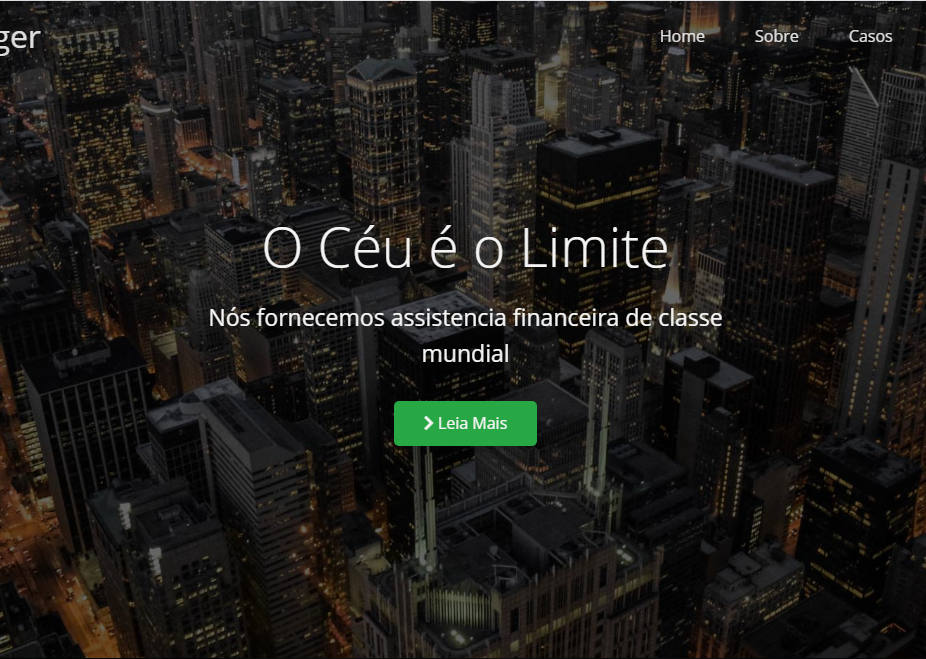 ger
Home Sobre Casos
O Céu é o Limite
Nós fornecemos assistencia financeira de classe
mundial
Leia Mais